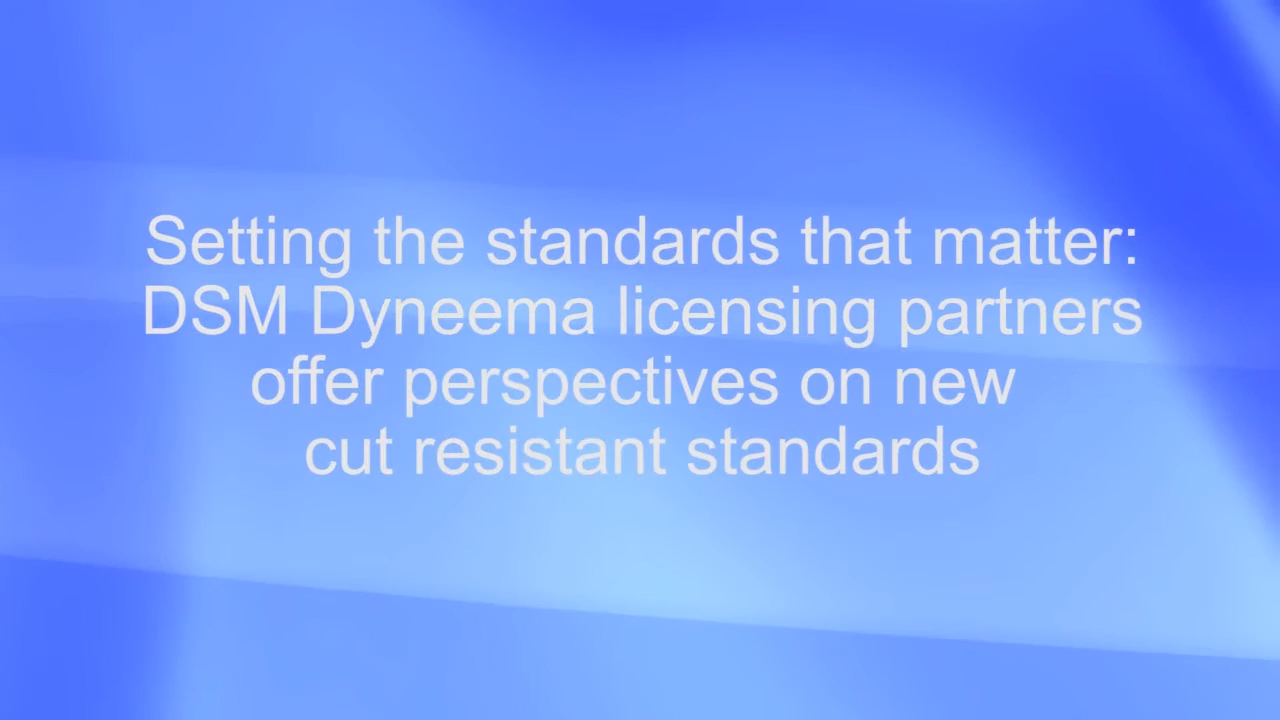 Setting the standards that matter:
DSM Dyneema licensing partners
offer perspectives on new
cut resistant standards